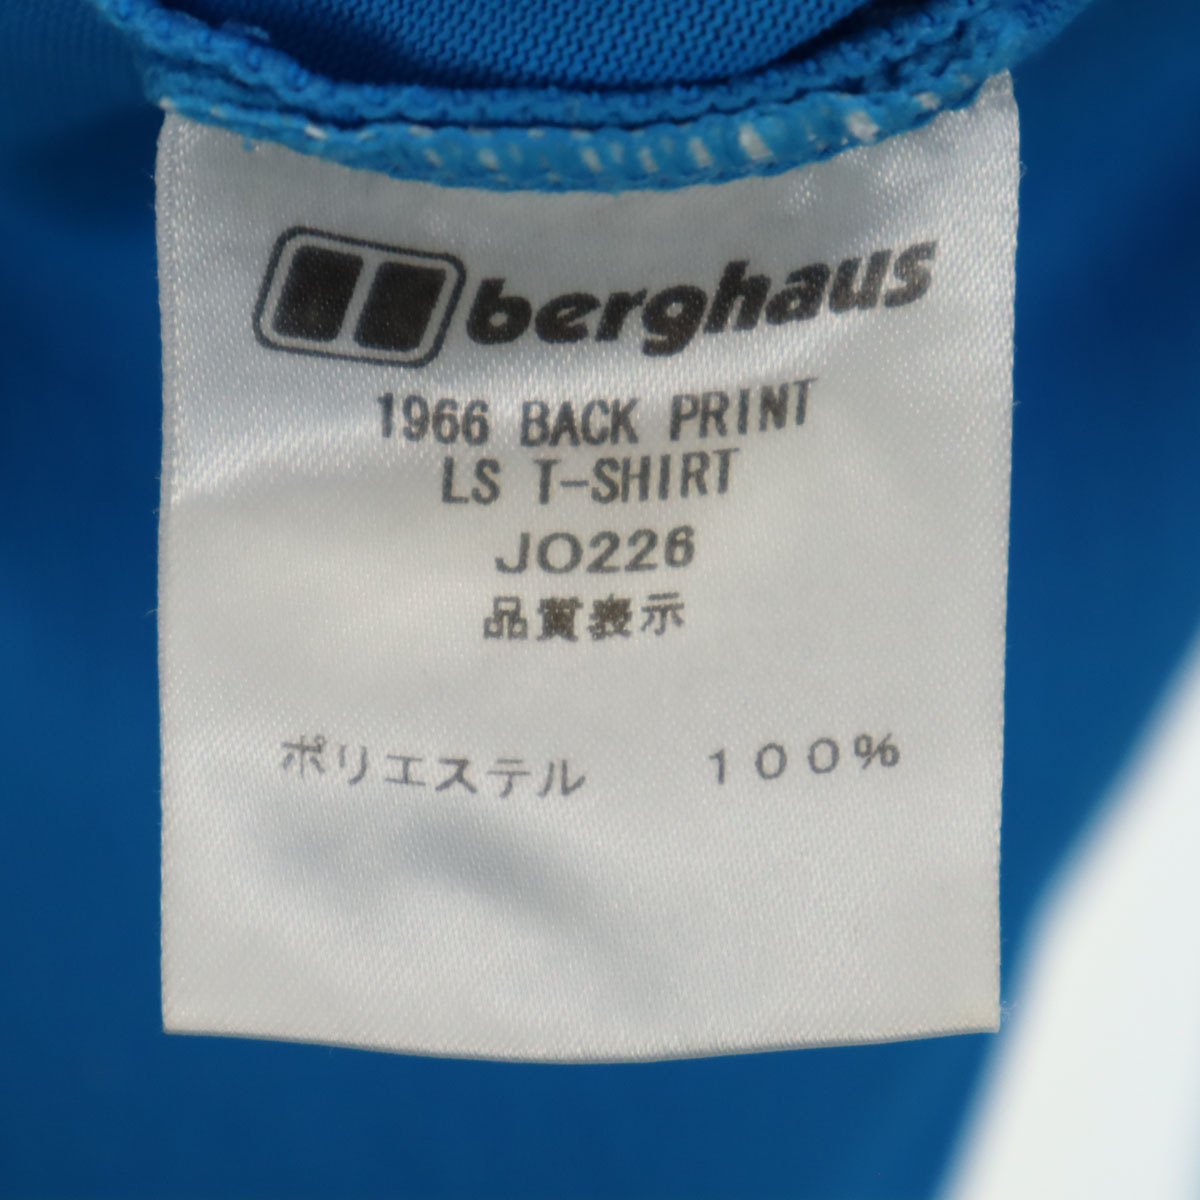 berghaus
1966 BACK PRINT
LS T-SHIRT
JO226
品質表示
ポリエステル 100%